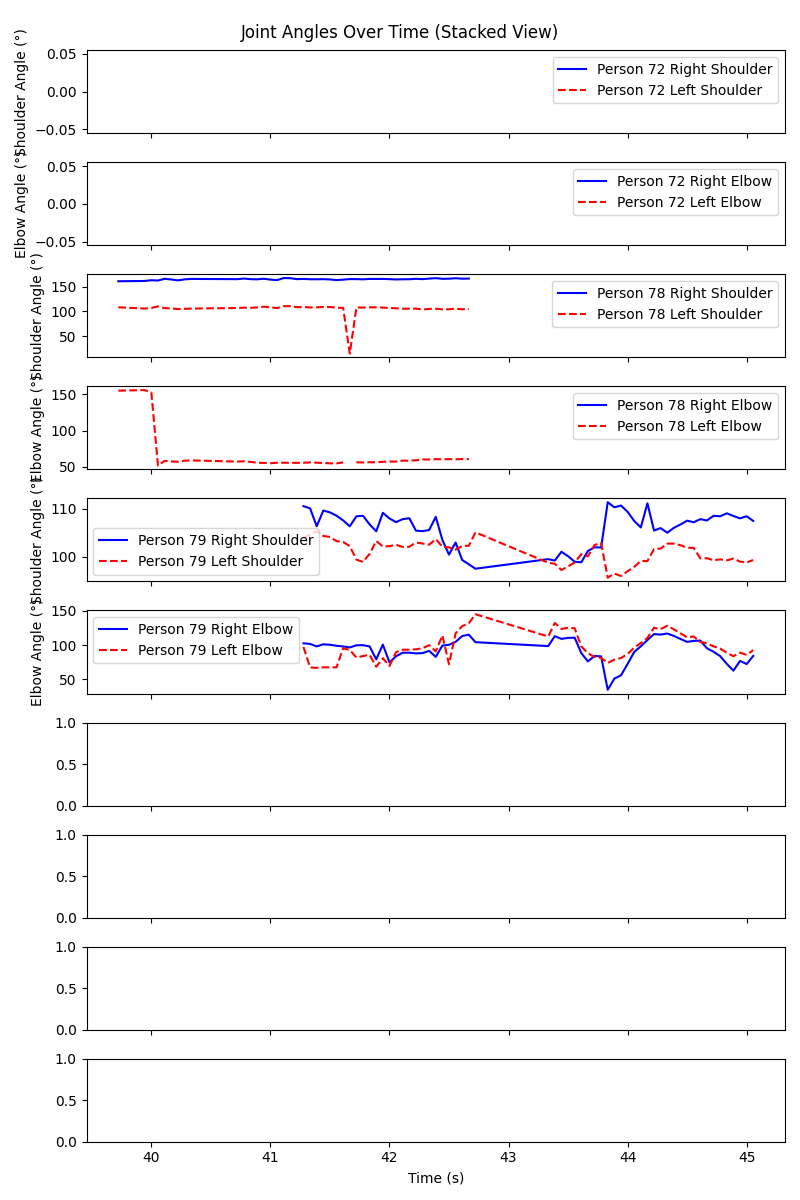 Joint Angles Over Time (Stacked View)
Shoulder Angle (°)
0.05
0.00
−0.05
Person 72 Right Shoulder
Person 72 Left Shoulder
Elbow Angle (°)
0.05
0.00
−0.05
Person 72 Right Elbow
Person 72 Left Elbow
Shoulder Angle (°)
150
100
50
Person 78 Right Shoulder
Person 78 Left Shoulder
Elbow Angle (°)
150
100
50
Person 78 Right Elbow
Person 78 Left Elbow
Shoulder Angle (°)
110
100
Person 79 Right Shoulder
Person 79 Left Shoulder
Elbow Angle (°)
150
100
50
Person 79 Right Elbow
Person 79 Left Elbow
1.0
0.5
0.0
1.0
0.5
0.0
1.0
0.5
0.0
1.0
0.5
0.0
40 41 42 43 44 45
Time (s)